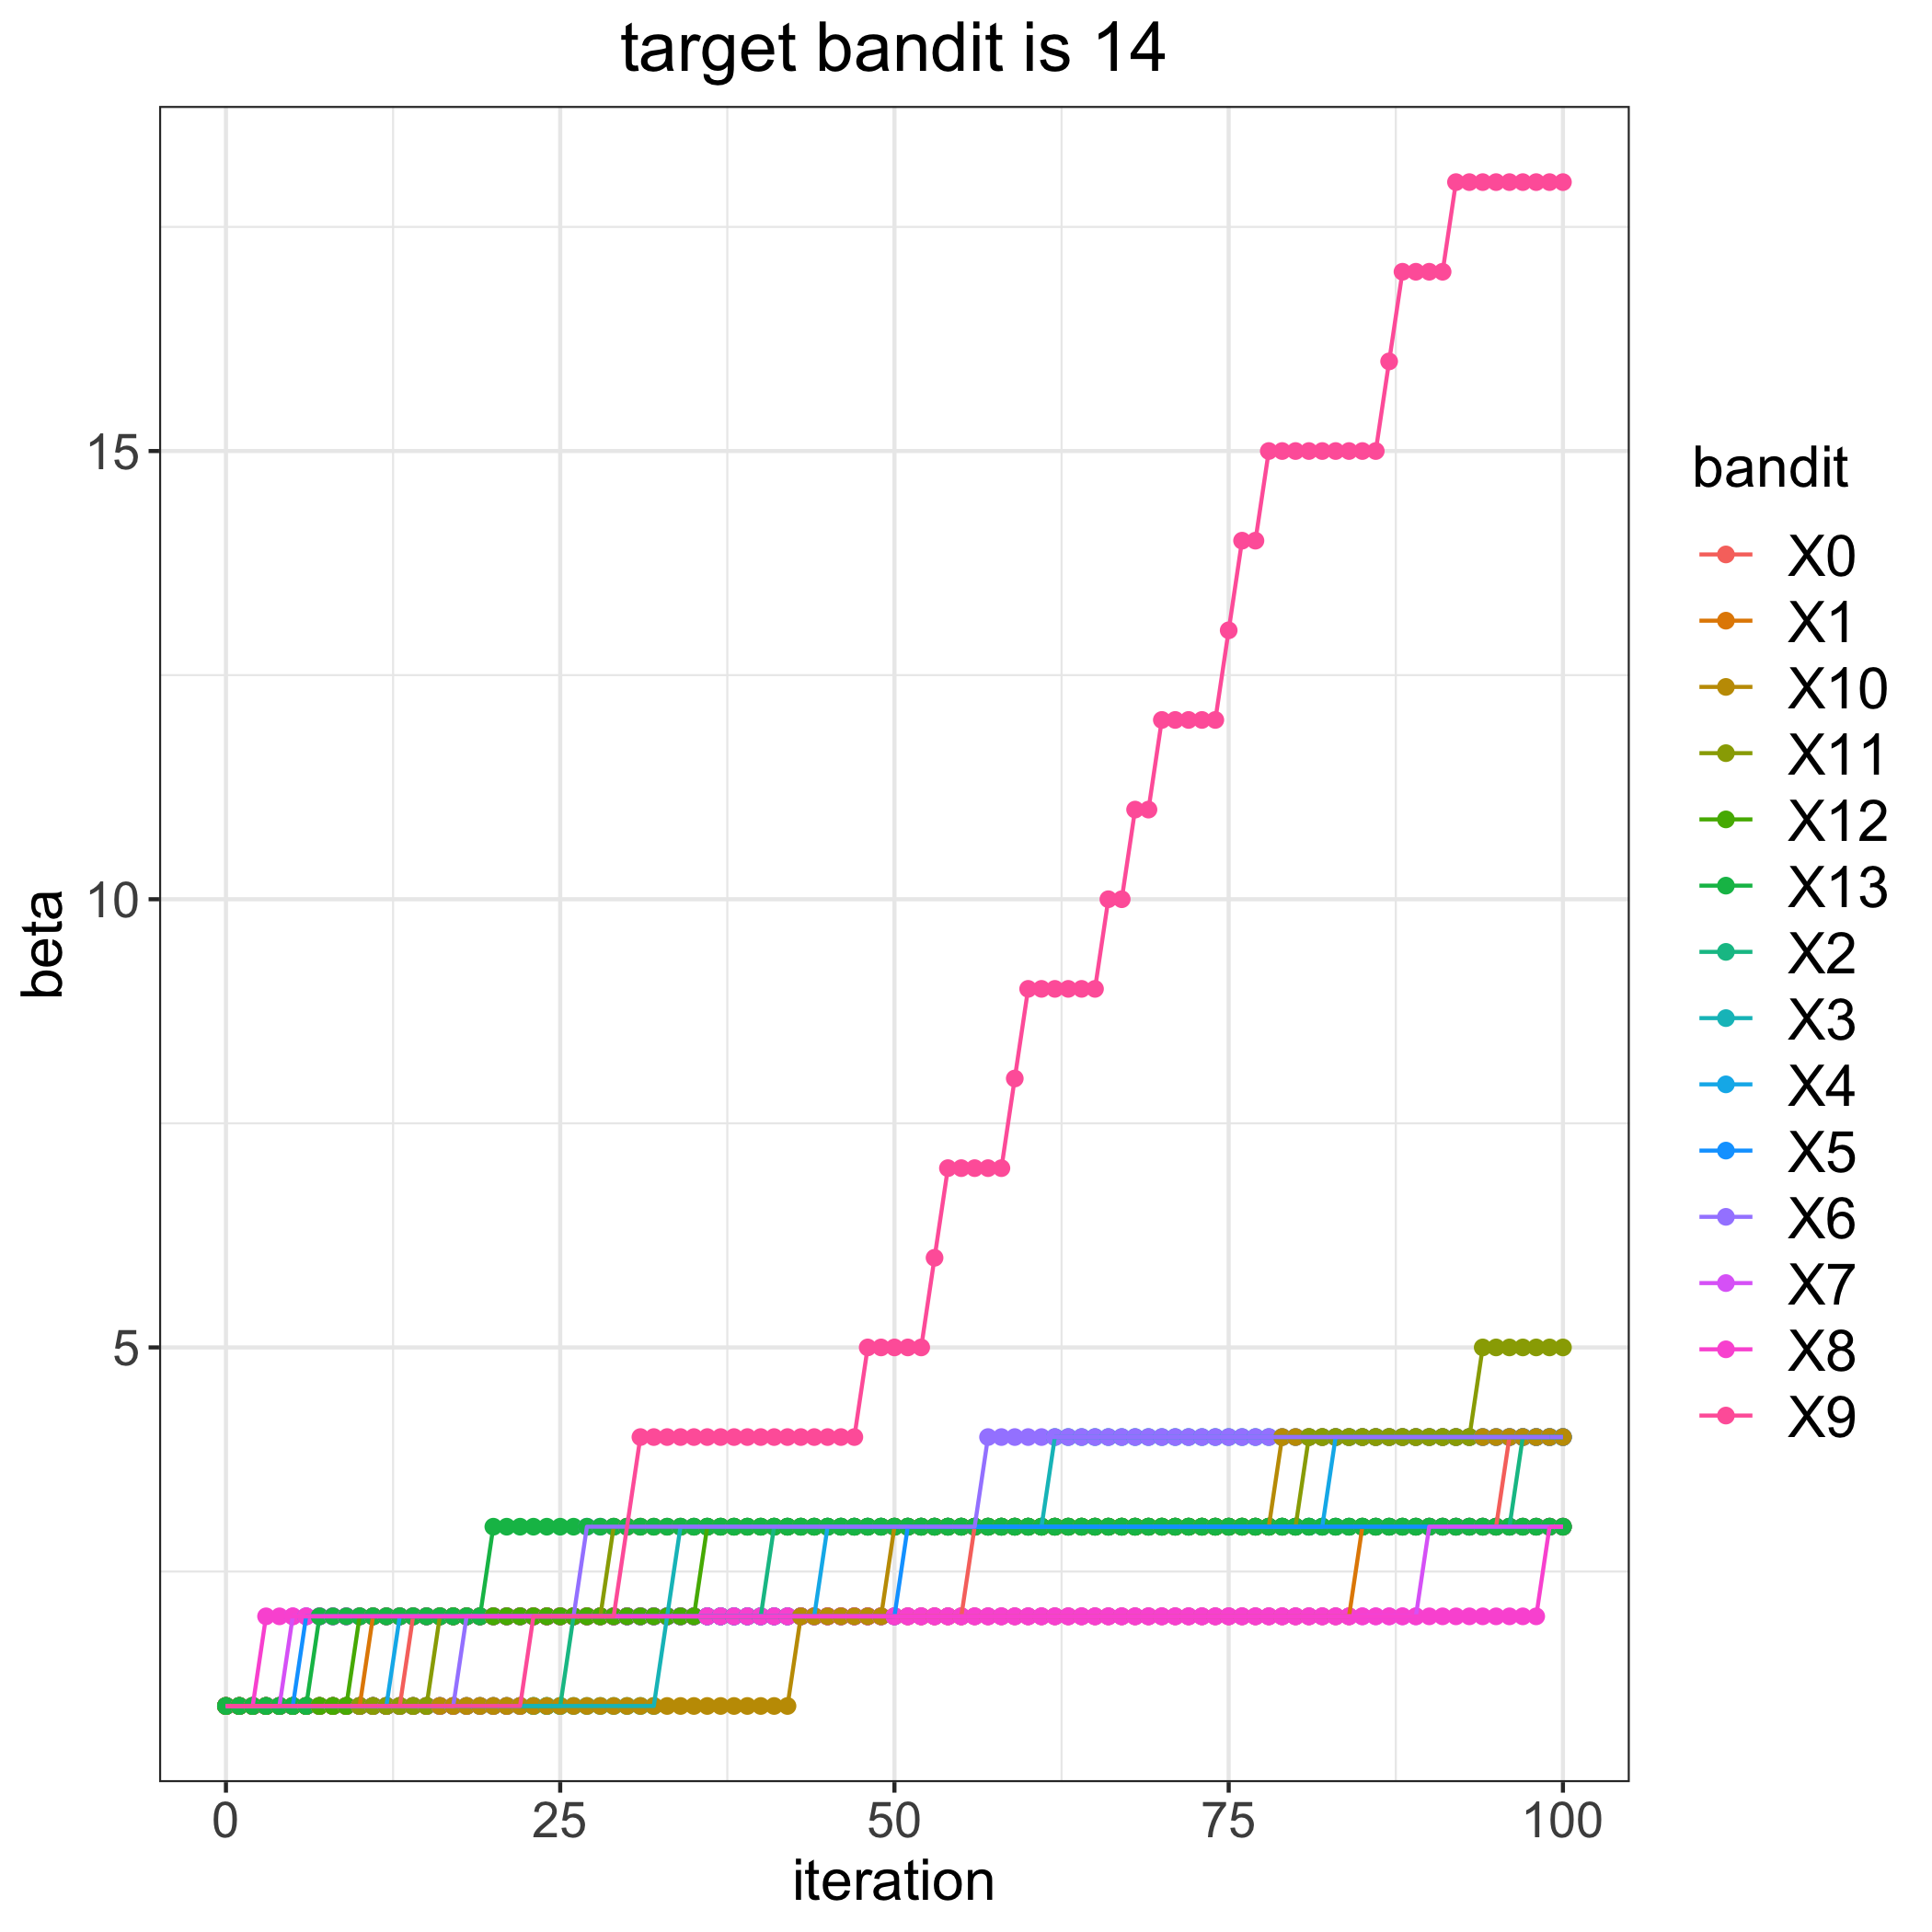 target bandit is 14
15
10
5
beta
0 25 50 75 100
iteration
bandit
X0
X1
X10
X11
X12
X13
X2
X3
X4
X5
X6
X7
X8
X9